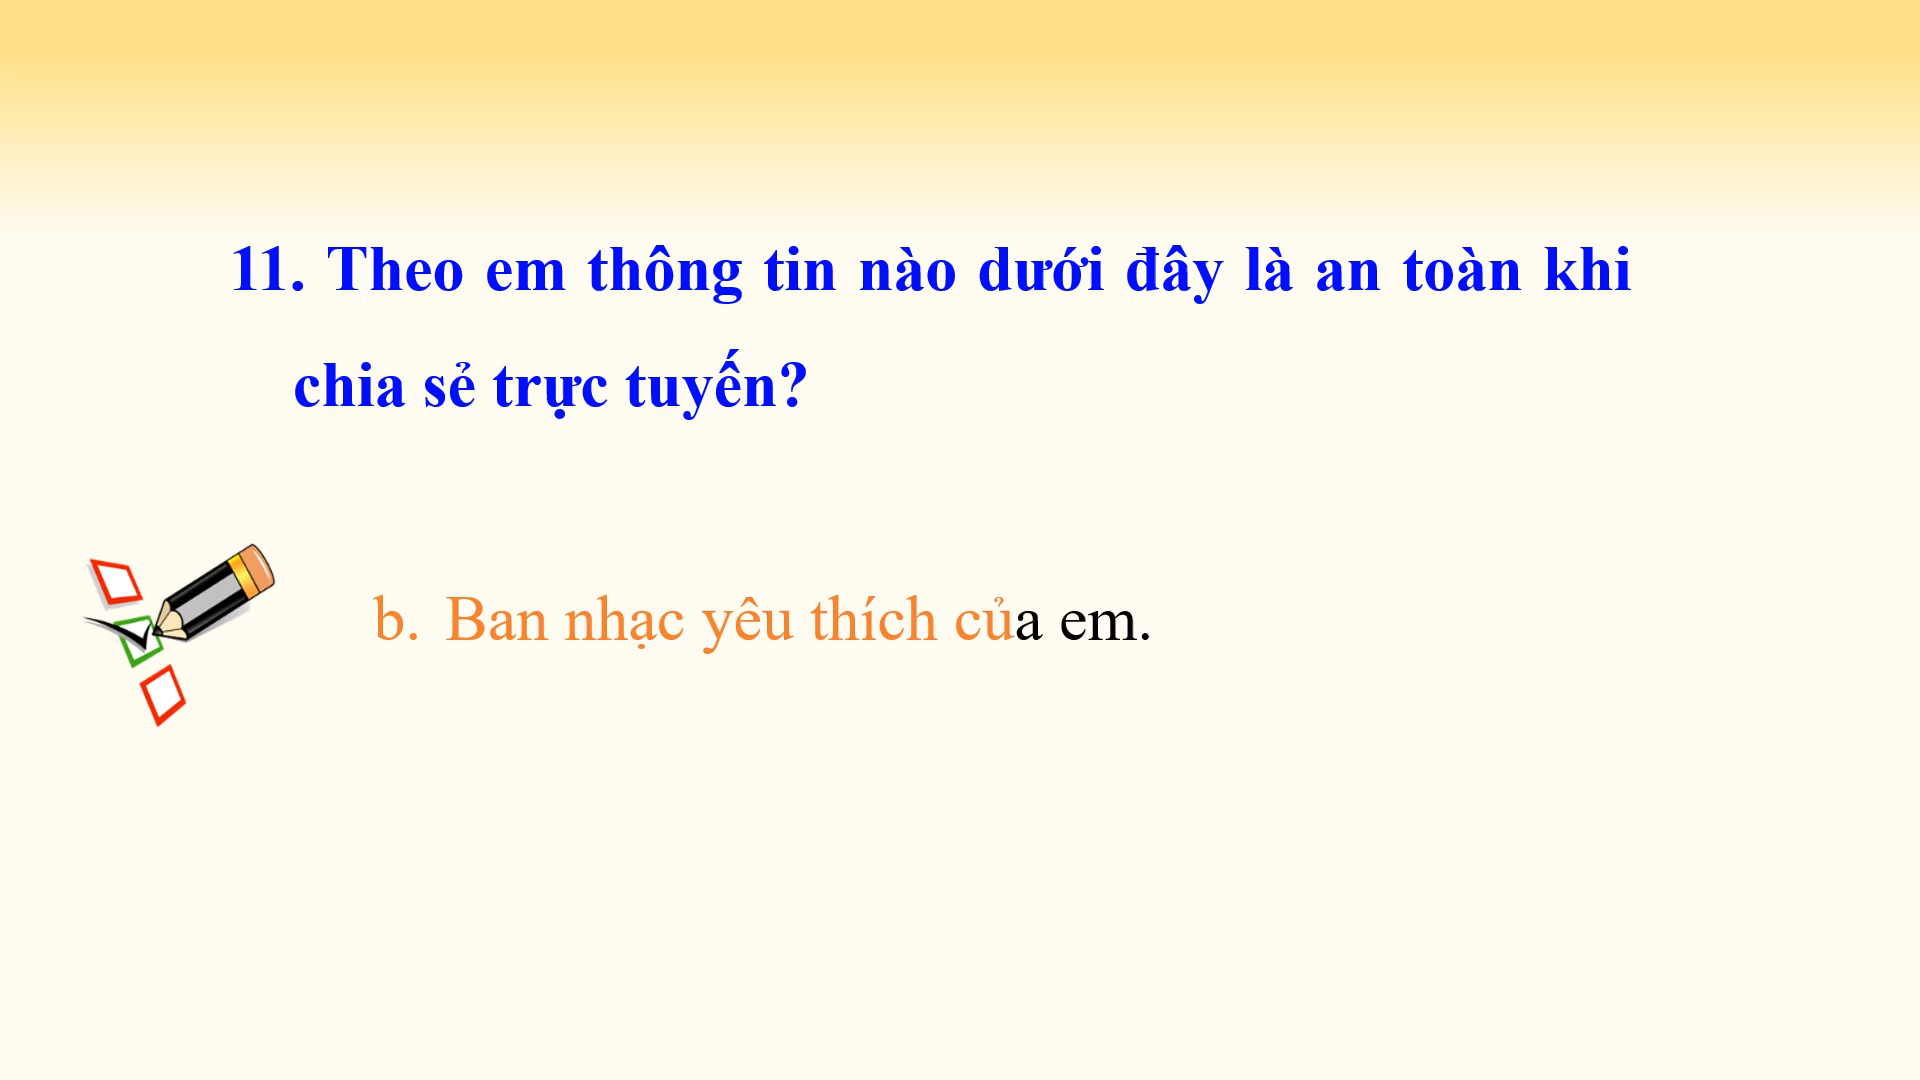 11. Theo em thông tin nào dưới đây là an toàn khi
chia sẻ trực tuyến?
b. Ban nhạc yêu thích của em.